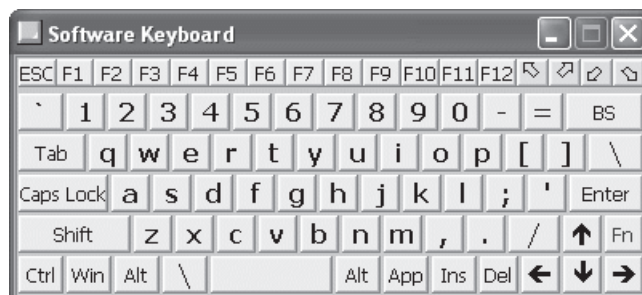 Software Keyboard
ESC F1 F2 F3 F4 F5 F6 F7 F8 F9 F10 F11 F12
` 1 2 3 4 5 6 7 8 9 0 - = BS
Tab q w e r t y u i o p [ ] \
Caps Lock a s d f g h j k l ; ' Enter
Shift z x c v b n m , . / ↑ Fn
Ctrl Win Alt \ Alt App Ins Del ← ↓ →